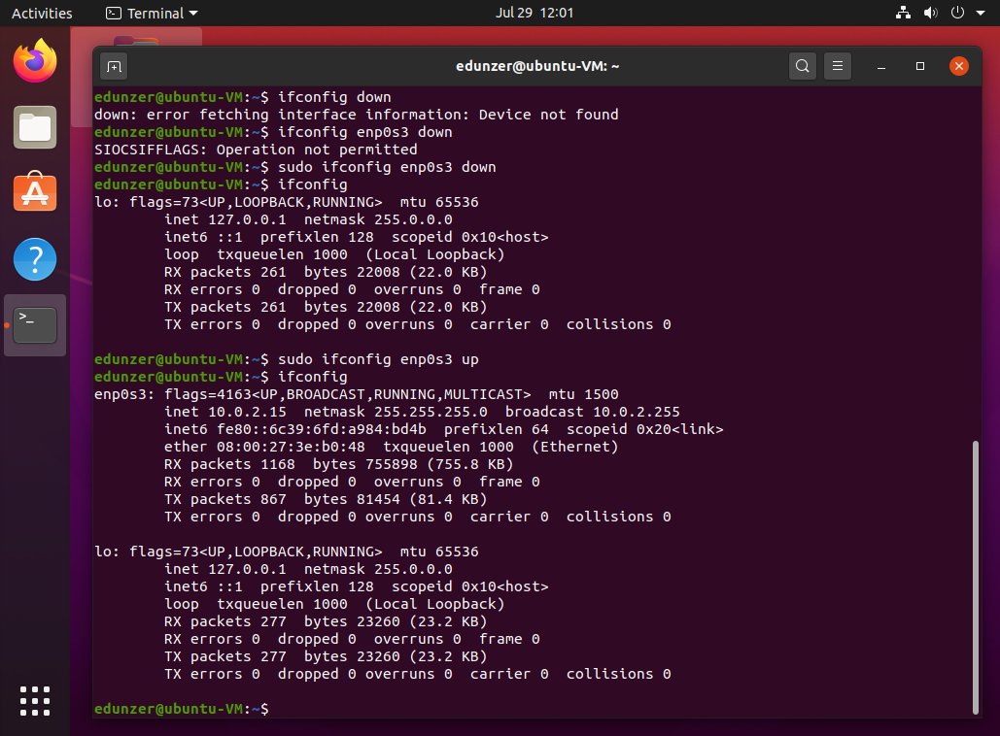 Activities
Terminal
Jul 29 12:01
edunzer@ubuntu-VM: ~
edunzer@ubuntu-VM:~$ ifconfig down
down: error fetching interface information: Device not found
edunzer@ubuntu-VM:~$ ifconfig enp0s3 down
SIOCSIFFLAGS: Operation not permitted
edunzer@ubuntu-VM:~$ sudo ifconfig enp0s3 down
edunzer@ubuntu-VM:~$ ifconfig
lo: flags=73<UP,LOOPBACK,RUNNING>  mtu 65536
        inet 127.0.0.1  netmask 255.0.0.0
        inet6 ::1  prefixlen 128  scopeid 0x10<host>
        loop  txqueuelen 1000  (Local Loopback)
        RX packets 261  bytes 22008 (22.0 KB)
        RX errors 0  dropped 0  overruns 0  frame 0
        TX packets 261  bytes 22008 (22.0 KB)
        TX errors 0  dropped 0 overruns 0  carrier 0  collisions 0
edunzer@ubuntu-VM:~$ sudo ifconfig enp0s3 up
edunzer@ubuntu-VM:~$ ifconfig
enp0s3: flags=4163<UP,BROADCAST,RUNNING,MULTICAST>  mtu 1500
        inet 10.0.2.15  netmask 255.255.255.0  broadcast 10.0.2.255
        inet6 fe80::6c39:6fd:a984:bd4b  prefixlen 64  scopeid 0x20<link>
        ether 08:00:27:3e:b0:48  txqueuelen 1000  (Ethernet)
        RX packets 1168  bytes 755898 (755.8 KB)
        RX errors 0  dropped 0  overruns 0  frame 0
        TX packets 867  bytes 81454 (81.4 KB)
        TX errors 0  dropped 0 overruns 0  carrier 0  collisions 0
lo: flags=73<UP,LOOPBACK,RUNNING>  mtu 65536
        inet 127.0.0.1  netmask 255.0.0.0
        inet6 ::1  prefixlen 128  scopeid 0x10<host>
        loop  txqueuelen 1000  (Local Loopback)
        RX packets 277  bytes 23260 (23.2 KB)
        RX errors 0  dropped 0  overruns 0  frame 0
        TX packets 277  bytes 23260 (23.2 KB)
        TX errors 0  dropped 0 overruns 0  carrier 0  collisions 0
edunzer@ubuntu-VM:~$